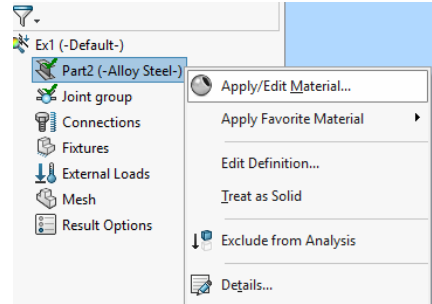 Ex1 (-Default-)
Part2 (-Alloy Steel-)
Joint group
Connections
Fixtures
External Loads
Mesh
Result Options
Apply/Edit Material...
Apply Favorite Material
Edit Definition...
Treat as Solid
Exclude from Analysis
Details...